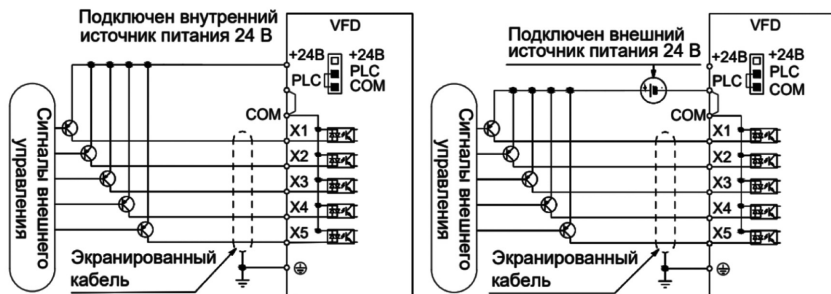 Подключен внутренний
источник питания 24 В
VFD
+24В
+24В
PLC
PLC
COM
COM
X1
X2
X3
X4
X5
Сигналы внешнего
управления
Экранированный
кабель
Подключен внешний
источник питания 24 В
VFD
+24В
+24В
PLC
PLC
COM
COM
X1
X2
X3
X4
X5
Сигналы внешнего
управления
Экранированный
кабель